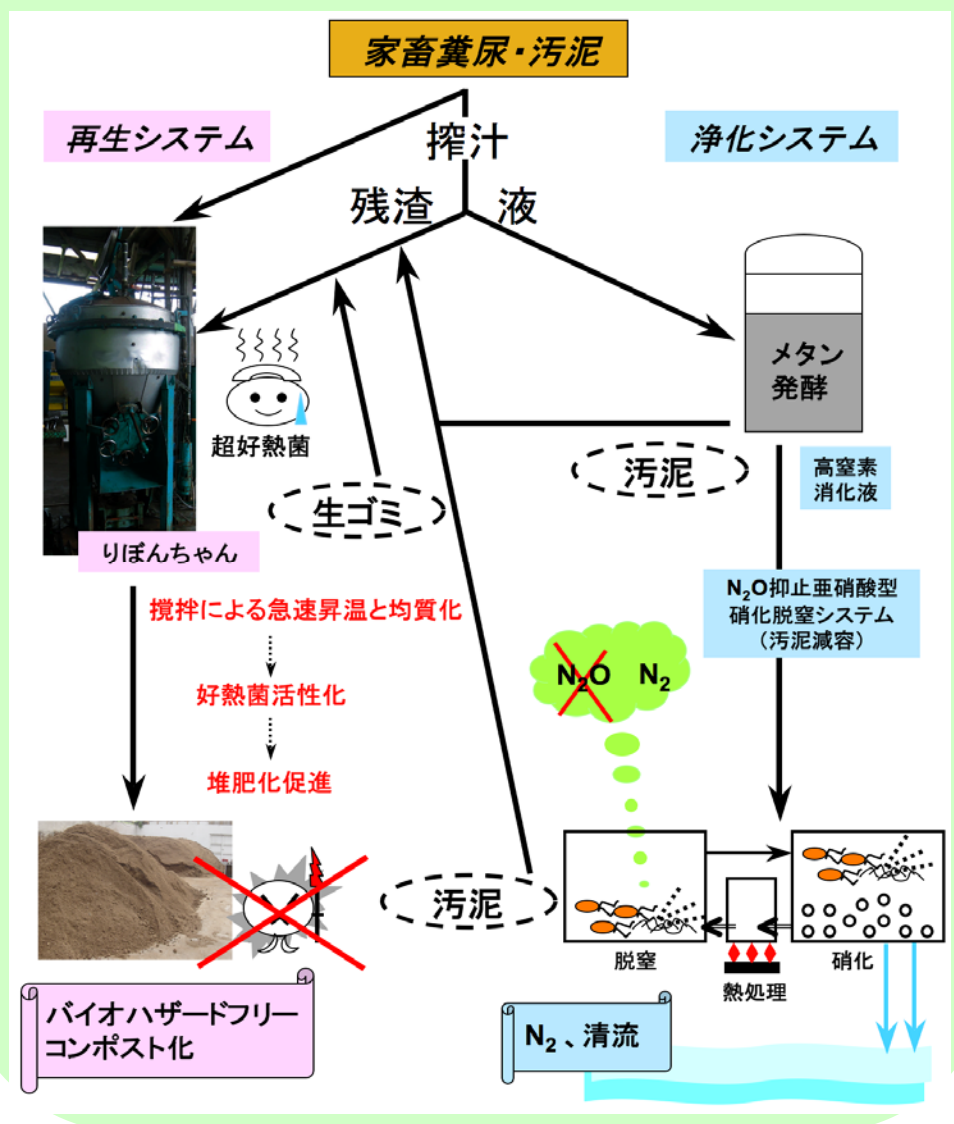 家畜糞尿・汚泥
再生システム
搾汁
浄化システム
残渣
液
メタン
発酵
超好熱菌
汚泥
高窒素
消化液
生ゴミ
りぼんちゃん
N₂O抑止亜硝酸型
硝化脱窒システム
（汚泥減容）
撹拌による急速昇温と均質化
N₂O N₂
好熱菌活性化
堆肥化促進
汚泥
脱窒
硝化
熱処理
バイオハザードフリー
コンポスト化
N₂、清流